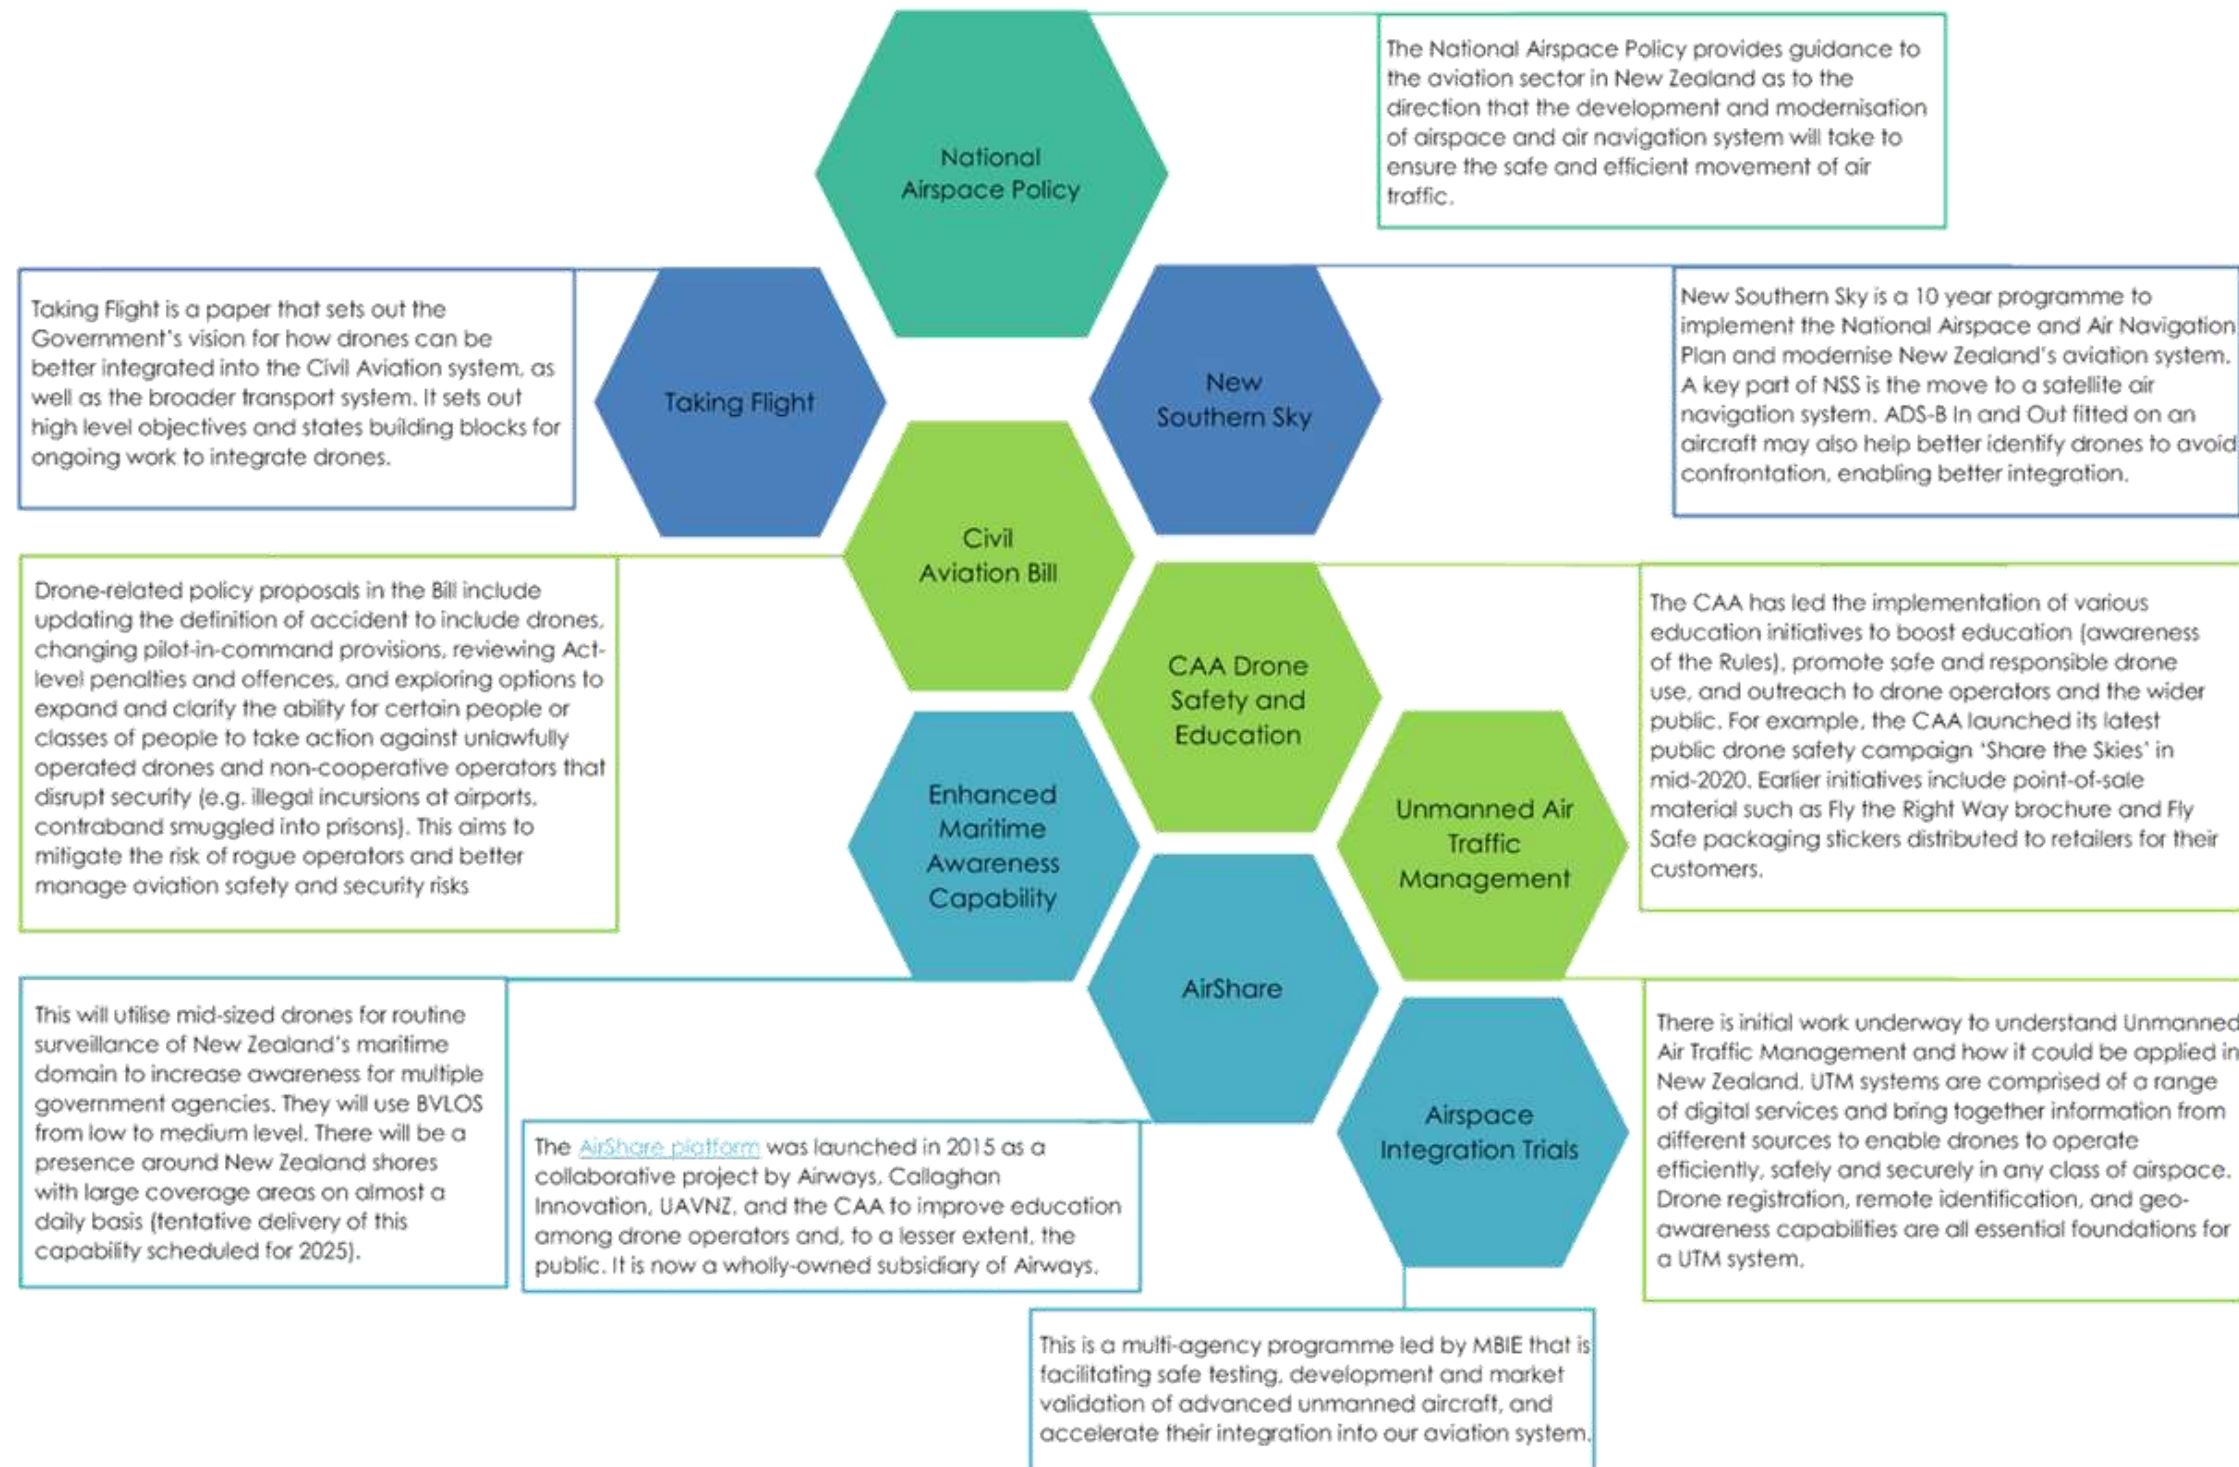 National
Airspace Policy
The National Airspace Policy provides guidance to
the aviation sector in New Zealand as to the
direction that the development and modernisation
of airspace and air navigation system will take to
ensure the safe and efficient movement of air
traffic.
Taking Flight is a paper that sets out the
Government's vision for how drones can be
better integrated into the Civil Aviation system, as
well as the broader transport system. It sets out
high level objectives and states building blocks for
ongoing work to integrate drones.
Taking Flight
New
Southern Sky
New Southern Sky is a 10 year programme to
implement the National Airspace and Air Navigation
Plan and modernise New Zealand's aviation system.
A key part of NSS is the move to a satellite air
navigation system. ADS-B In and Out fitted on an
aircraft may also help better identify drones to avoid
confrontation, enabling better integration.
Civil
Aviation Bill
Drone-related policy proposals in the Bill include
updating the definition of accident to include drones,
changing pilot-in-command provisions, reviewing Act-
level penalties and offences, and exploring options to
expand and clarify the ability for certain people or
classes of people to take action against unlawfully
operated drones and non-cooperative operators that
disrupt security (e.g. illegal incursions at airports,
contraband smuggled into prisons). This aims to
mitigate the risk of rogue operators and better
manage aviation safety and security risks
CAA Drone
Safety and
Education
The CAA has led the implementation of various
education initiatives to boost education (awareness
of the Rules), promote safe and responsible drone
use, and outreach to drone operators and the wider
public. For example, the CAA launched its latest
public drone safety campaign 'Share the Skies' in
mid-2020. Earlier initiatives include point-of-sale
material such as Fly the Right Way brochure and Fly
Safe packaging stickers distributed to retailers for their
customers.
Enhanced
Maritime
Awareness
Capability
This will utilise mid-sized drones for routine
surveillance of New Zealand's maritime
domain to increase awareness for multiple
government agencies. They will use BVLOS
from low to medium level. There will be a
presence around New Zealand shores
with large coverage areas on almost a
daily basis (tentative delivery of this
capability scheduled for 2025).
Unmanned Air
Traffic
Management
There is initial work underway to understand Unmanned
Air Traffic Management and how it could be applied in
New Zealand. UTM systems are comprised of a range
of digital services and bring together information from
different sources to enable drones to operate
efficiently, safely and securely in any class of airspace.
Drone registration, remote identification, and geo-
awareness capabilities are all essential foundations for
a UTM system.
AirShare
The AirShare platform was launched in 2015 as a
collaborative project by Airways, Callaghan
Innovation, UAVNZ, and the CAA to improve education
among drone operators and, to a lesser extent, the
public. It is now a wholly-owned subsidiary of Airways.
Airspace
Integration Trials
This is a multi-agency programme led by MBIE that is
facilitating safe testing, development and market
validation of advanced unmanned aircraft, and
accelerate their integration into our aviation system.